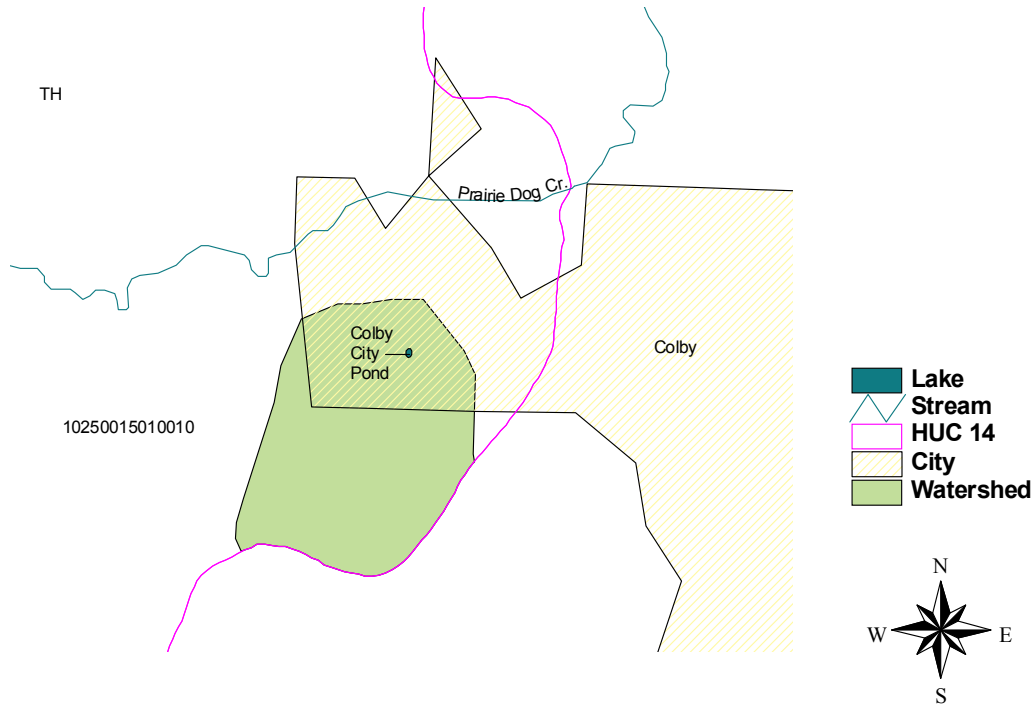 TH
Prairie Dog Cr.
Colby
City
Pond
Colby
10250015010010
Lake
Stream
HUC 14
City
Watershed
N
W E
S